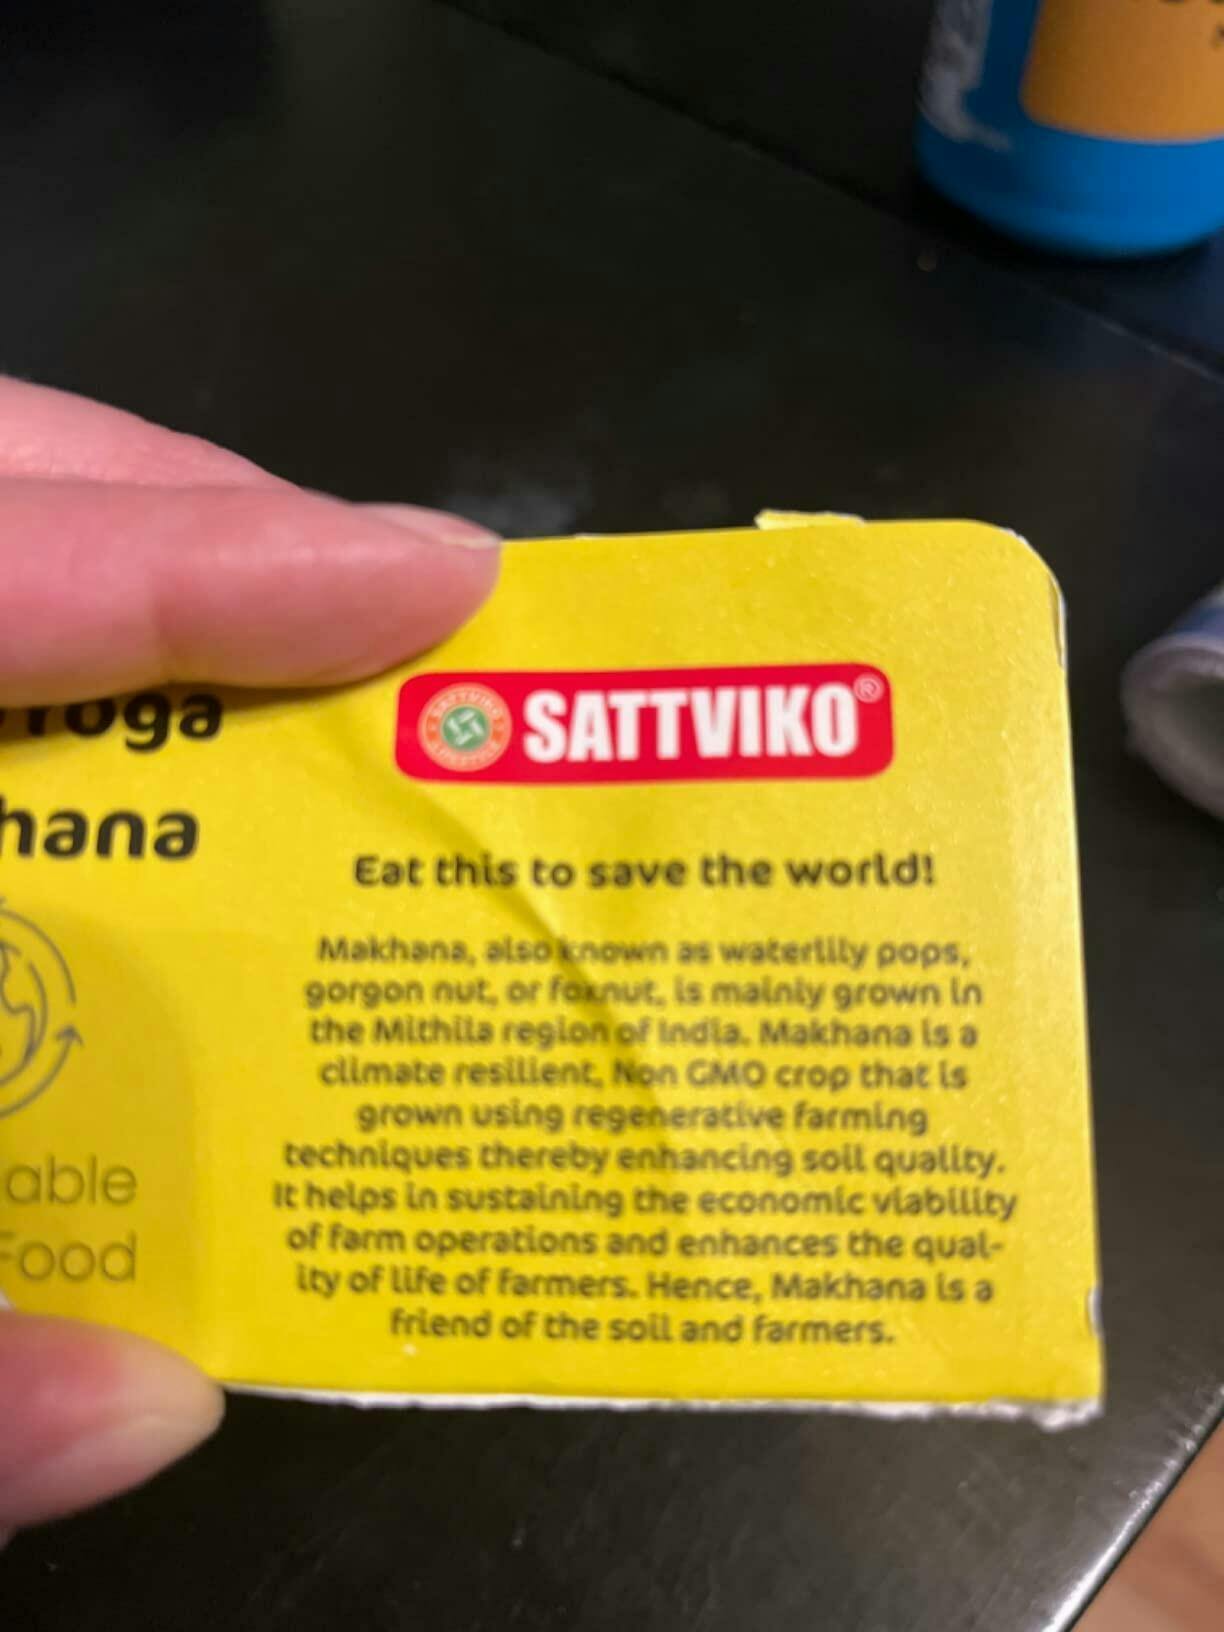 Yoga
hana
able
Food
SATTVIKO®
Eat this to save the world!
Makhana, also known as waterlily pops,
gorgon nut, or foxnut, is mainly grown in
the Mithila region of India. Makhana is a
climate resilient, Non GMO crop that is
grown using regenerative farming
techniques thereby enhancing soil quality.
It helps in sustaining the economic viability
of farm operations and enhances the qual-
ity of life of farmers. Hence, Makhana is a
friend of the soil and farmers.